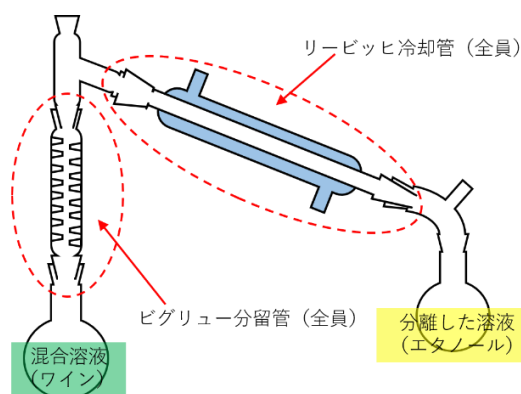 リービッヒ冷却管（全員）
ビグリュー分留管（全員）
分離した溶液
（エタノール）
混合溶液
（ワイン）